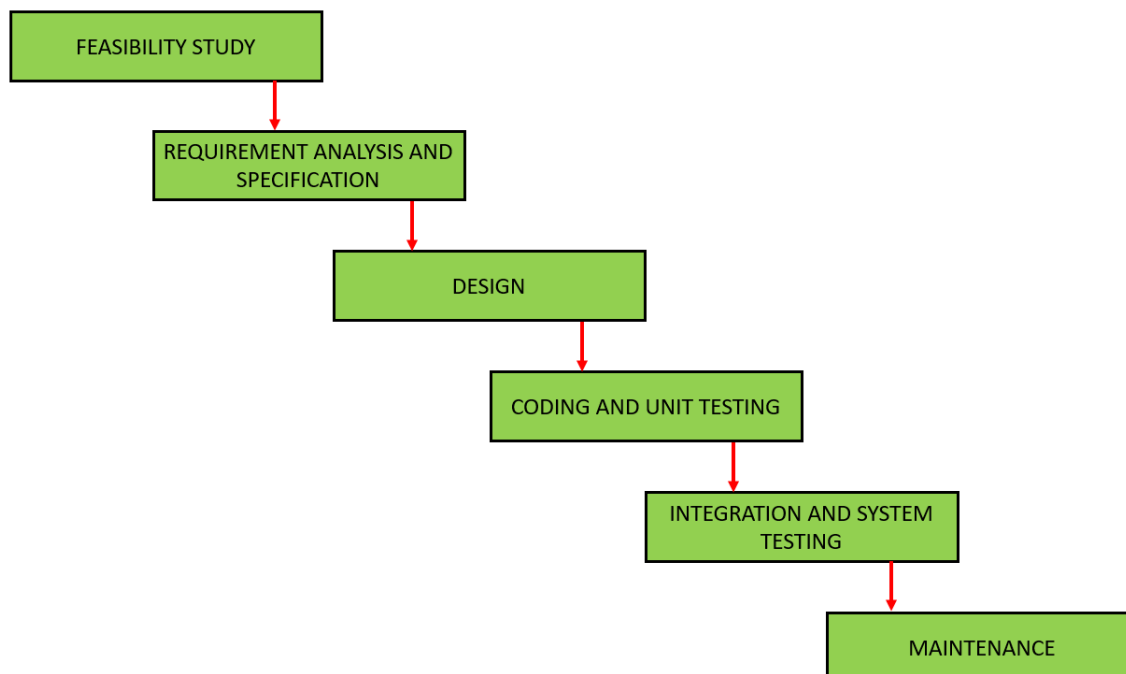 FEASIBILITY STUDY
REQUIREMENT ANALYSIS AND
SPECIFICATION
DESIGN
CODING AND UNIT TESTING
INTEGRATION AND SYSTEM
TESTING
MAINTENANCE